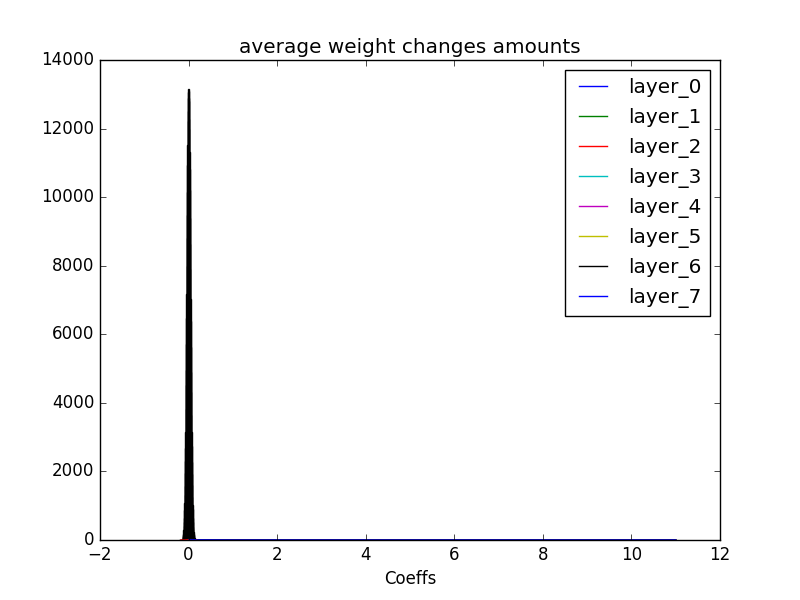 average weight changes amounts
14000
12000
10000
8000
6000
4000
2000
0
−2
0
2
4
6
8
10
12
Coeffs
layer_0
layer_1
layer_2
layer_3
layer_4
layer_5
layer_6
layer_7